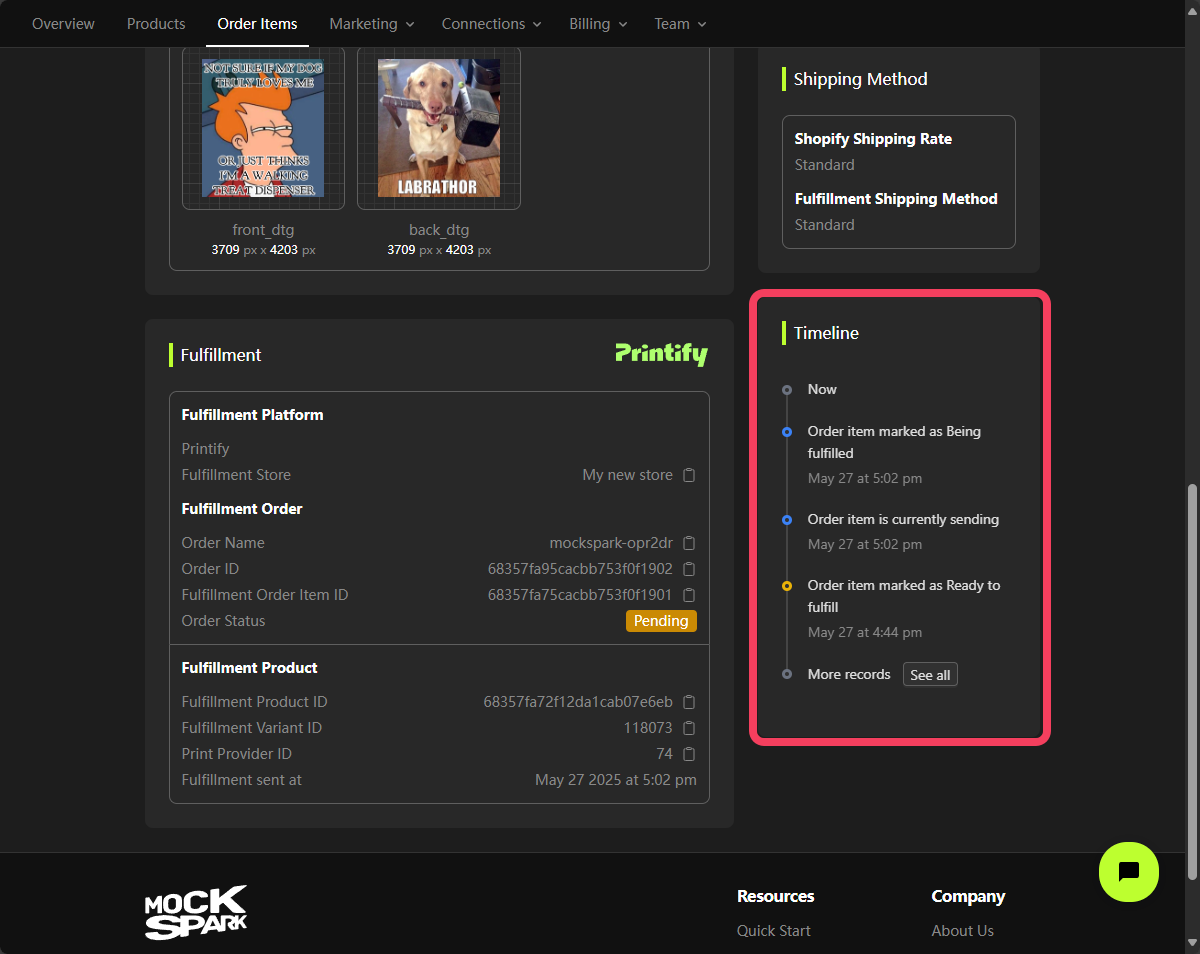 Overview Products Order Items Marketing Connections Billing Team
NOT SURE IF MY DOG
TRULY LOVES ME
OR JUST THINKS
I'M A WALKING
TREAT DISPENSER
LABRATHOR
front_dtg
3709 px x 4203 px
back_dtg
3709 px x 4203 px
Shipping Method
Shopify Shipping Rate
Standard
Fulfillment Shipping Method
Standard
Fulfillment
Printify
Fulfillment Platform
Printify
Fulfillment Store My new store
Fulfillment Order
Order Name mockspark-opr2dr
Order ID 68357fa95cacbb753f0f1902
Fulfillment Order Item ID 68357fa75cacbb753f0f1901
Order Status Pending
Fulfillment Product
Fulfillment Product ID 68357fa72f12da1cab07e6eb
Fulfillment Variant ID 118073
Print Provider ID 74
Fulfillment sent at May 27 2025 at 5:02 pm
Timeline
Now
Order item marked as Being
fulfilled
May 27 at 5:02 pm
Order item is currently sending
May 27 at 5:02 pm
Order item marked as Ready to
fulfill
May 27 at 4:44 pm
More records See all
MOCK
SPARK
Resources
Quick Start
Company
About Us